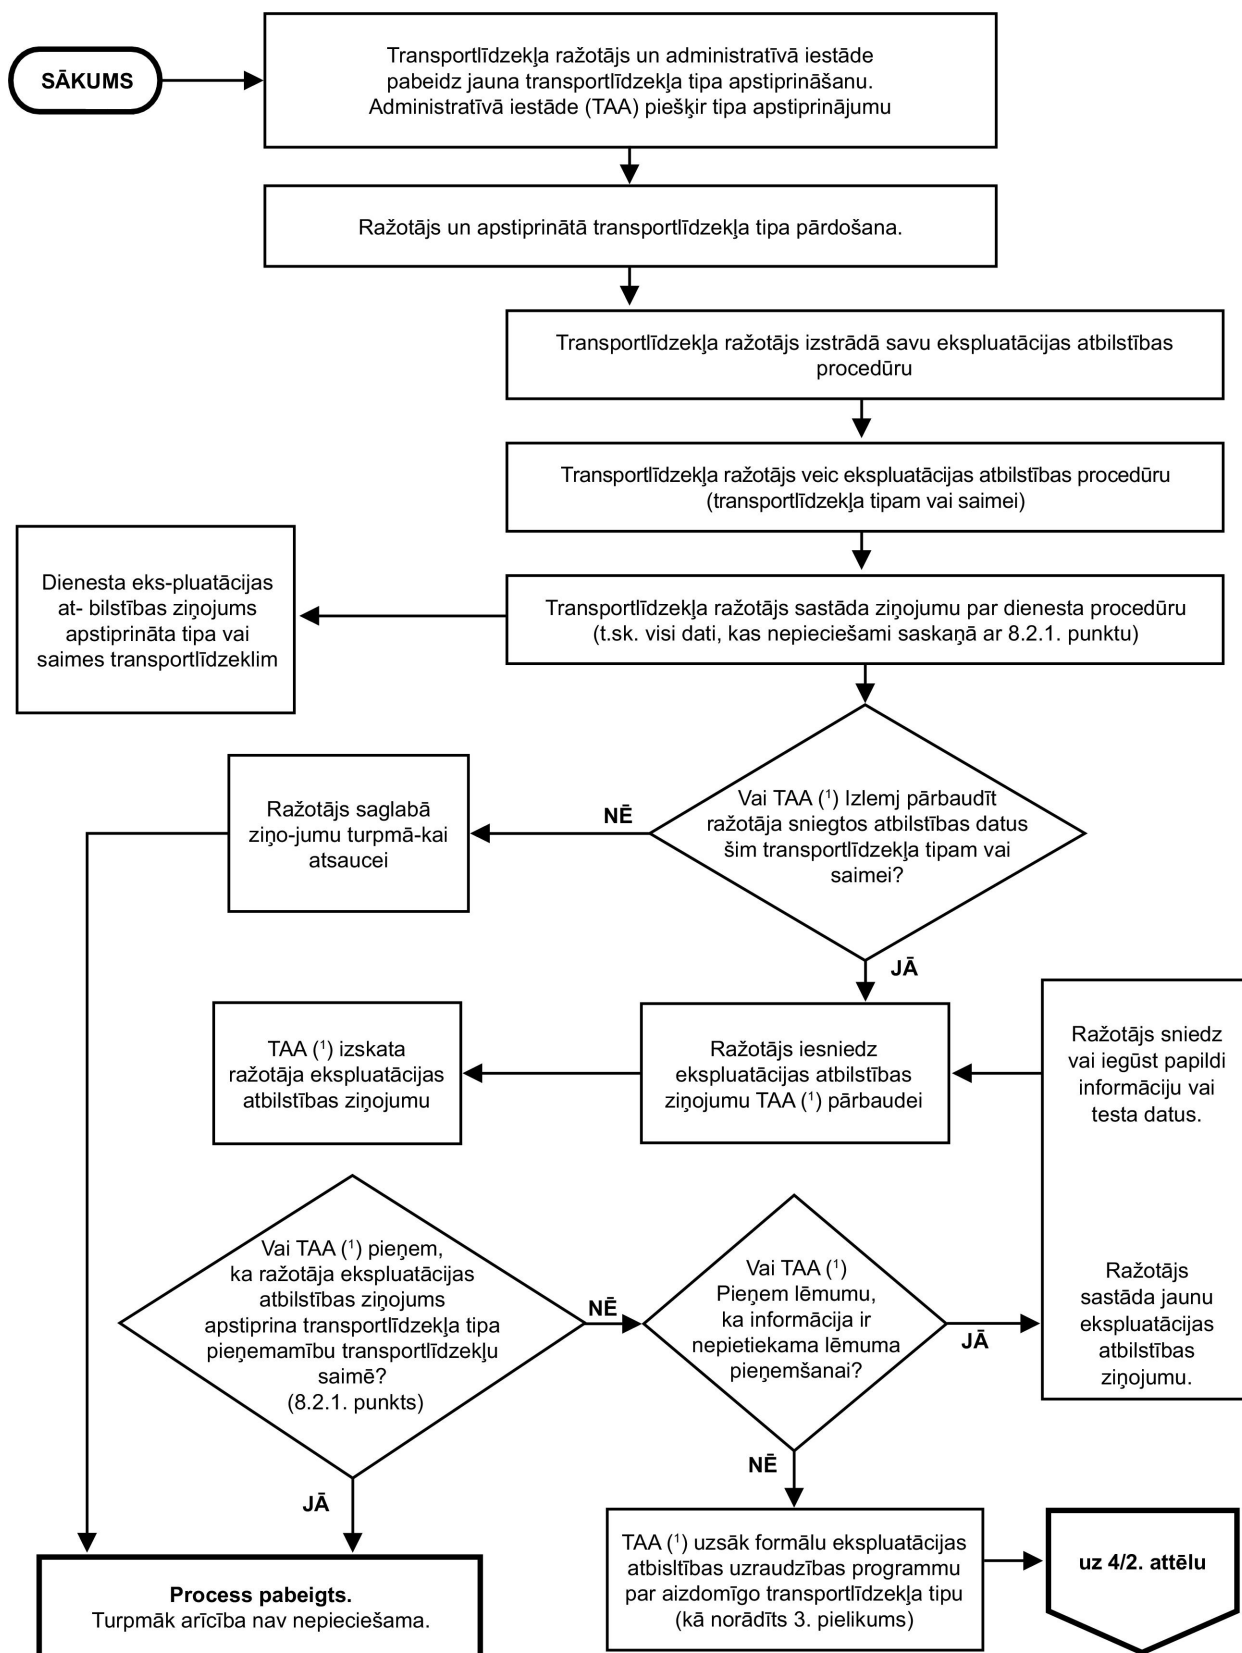 SĀKUMS
Transportlīdzekļa ražotājs un administratīvā iestāde
pabeidz jauna transportlīdzekļa tipa apstiprināšanu.
Administratīvā iestāde (TAA) piešķir tipa apstiprinājumu
Ražotājs un apstiprinātā transportlīdzekļa tipa pārdošana.
Transportlīdzekļa ražotājs izstrādā savu ekspluatācijas atbilstības
procedūru
Transportlīdzekļa ražotājs veic ekspluatācijas atbilstības procedūru
(transportlīdzekļa tipam vai saimei)
Dienesta eks-pluatācijas
at- bilstības ziņojums
apstiprināta tipa vai
saimes transportlīdzeklim
Transportlīdzekļa ražotājs sastāda ziņojumu par dienesta procedūru
(t.sk. visi dati, kas nepieciešami saskaņā ar 8.2.1. punktu)
Ražotājs saglabā
ziņo-jumu turpmā-kai
atsaucei
NĒ
Vai TAA (¹) Izlemj pārbaudīt
ražotāja sniegtos atbilstības datus
šim transportlīdzekļa tipam vai
saimei?
JĀ
TAA (¹) izskata
ražotāja ekspluatācijas
atbilstības ziņojumu
Ražotājs iesniedz
ekspluatācijas atbilstības
ziņojumu TAA (¹) pārbaudei
Ražotājs sniedz
vai iegūst papildi
informāciju vai
testa datus.
Vai TAA (¹) pieņem,
ka ražotāja ekspluatācijas
atbilstības ziņojums
apstiprina transportlīdzekļa tipa
pieņemamību transportlīdzekļu
saimē?
(8.2.1. punkts)
NĒ
Vai TAA (¹)
Pieņem lēmumu,
ka informācija ir
nepietiekama lēmuma
pieņemšanai?
JĀ
Ražotājs
sastāda jaunu
ekspluatācijas
atbilstības
ziņojumu.
JĀ
NĒ
Process pabeigts.
Turpmāk arīcība nav nepieciešama.
TAA (¹) uzsāk formālu ekspluatācijas
atbisltības uzraudzības programmu
par aizdomīgo transportlīdzekļa tipu
(kā norādīts 3. pielikums)
uz 4/2. attēlu